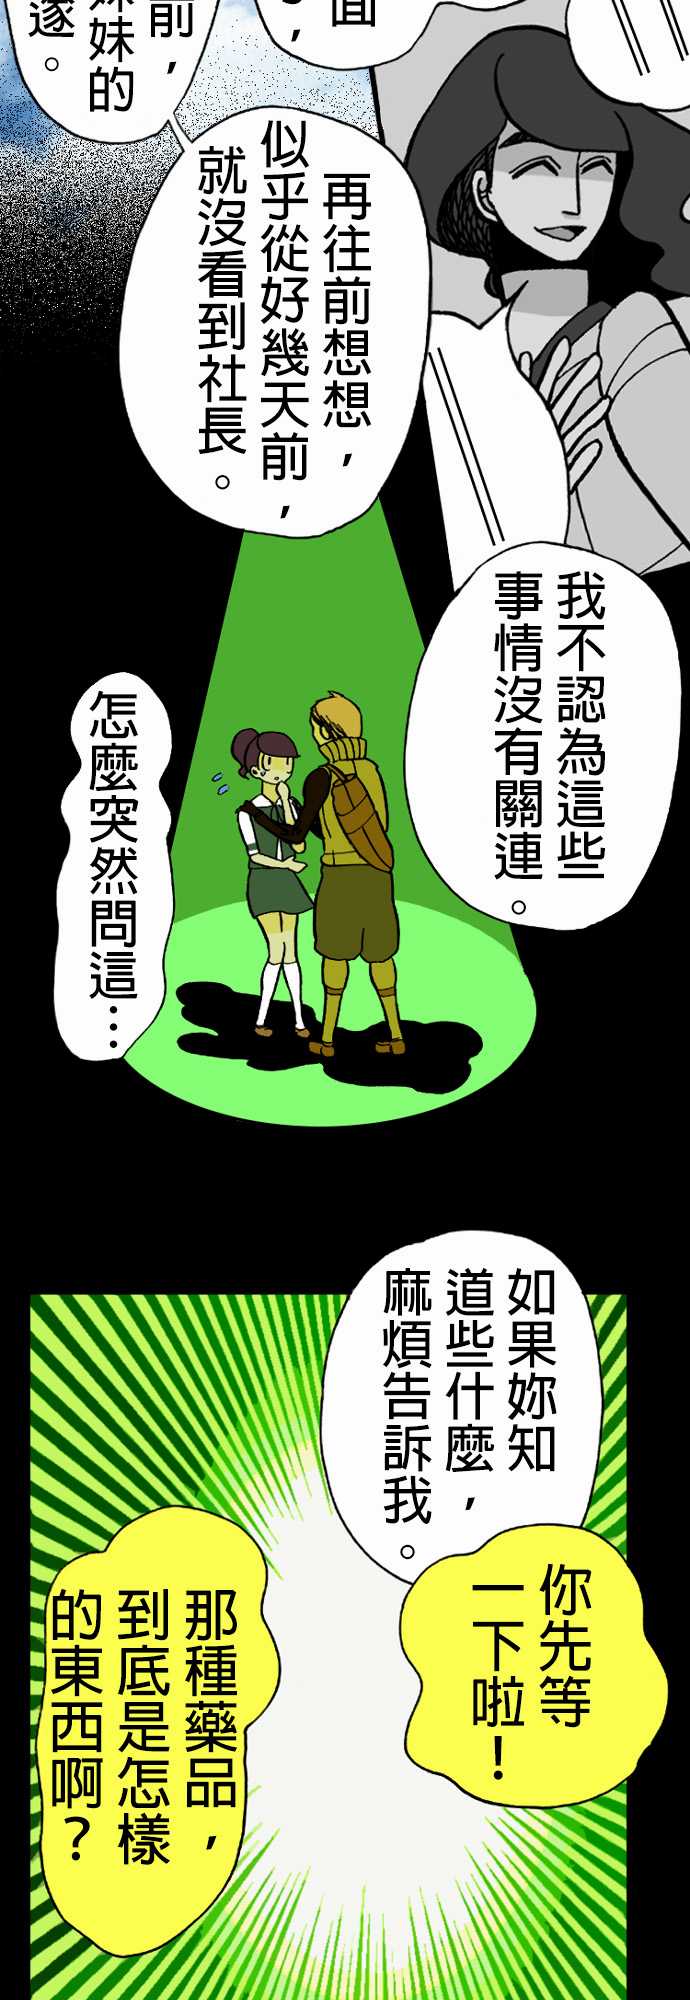 面
前，
妹妹的
遂。
再往前想想，
似乎從好幾天前，
就沒看到社長。
我不認為這些
事情沒有關連。
怎麼突然問這…
如果妳知
道些什麼，
麻煩告訴我。
你先等
一下啦！
那種藥品，
到底是怎樣
的東西啊？